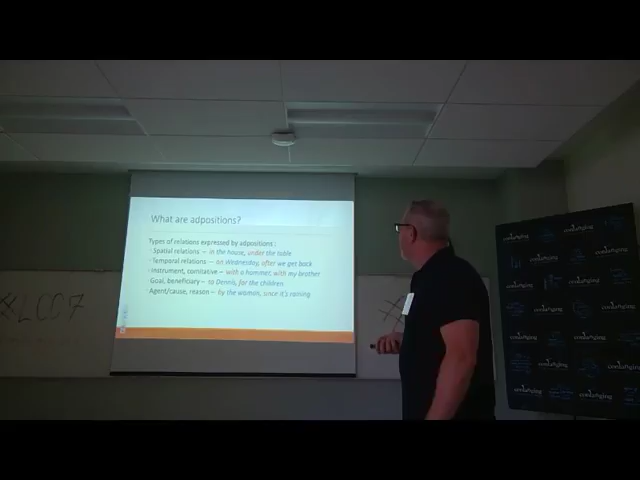 What are adpositions?
Types of relations expressed by adpositions:
· Spatial relations – in the house, under the table
· Temporal relations – on Wednesday, after we get back
· Instrument, comitative – with a hammer, with my brother
· Goal, beneficiary – to Dennis, for the children
Agent/cause, reason – by the women, since it's raining